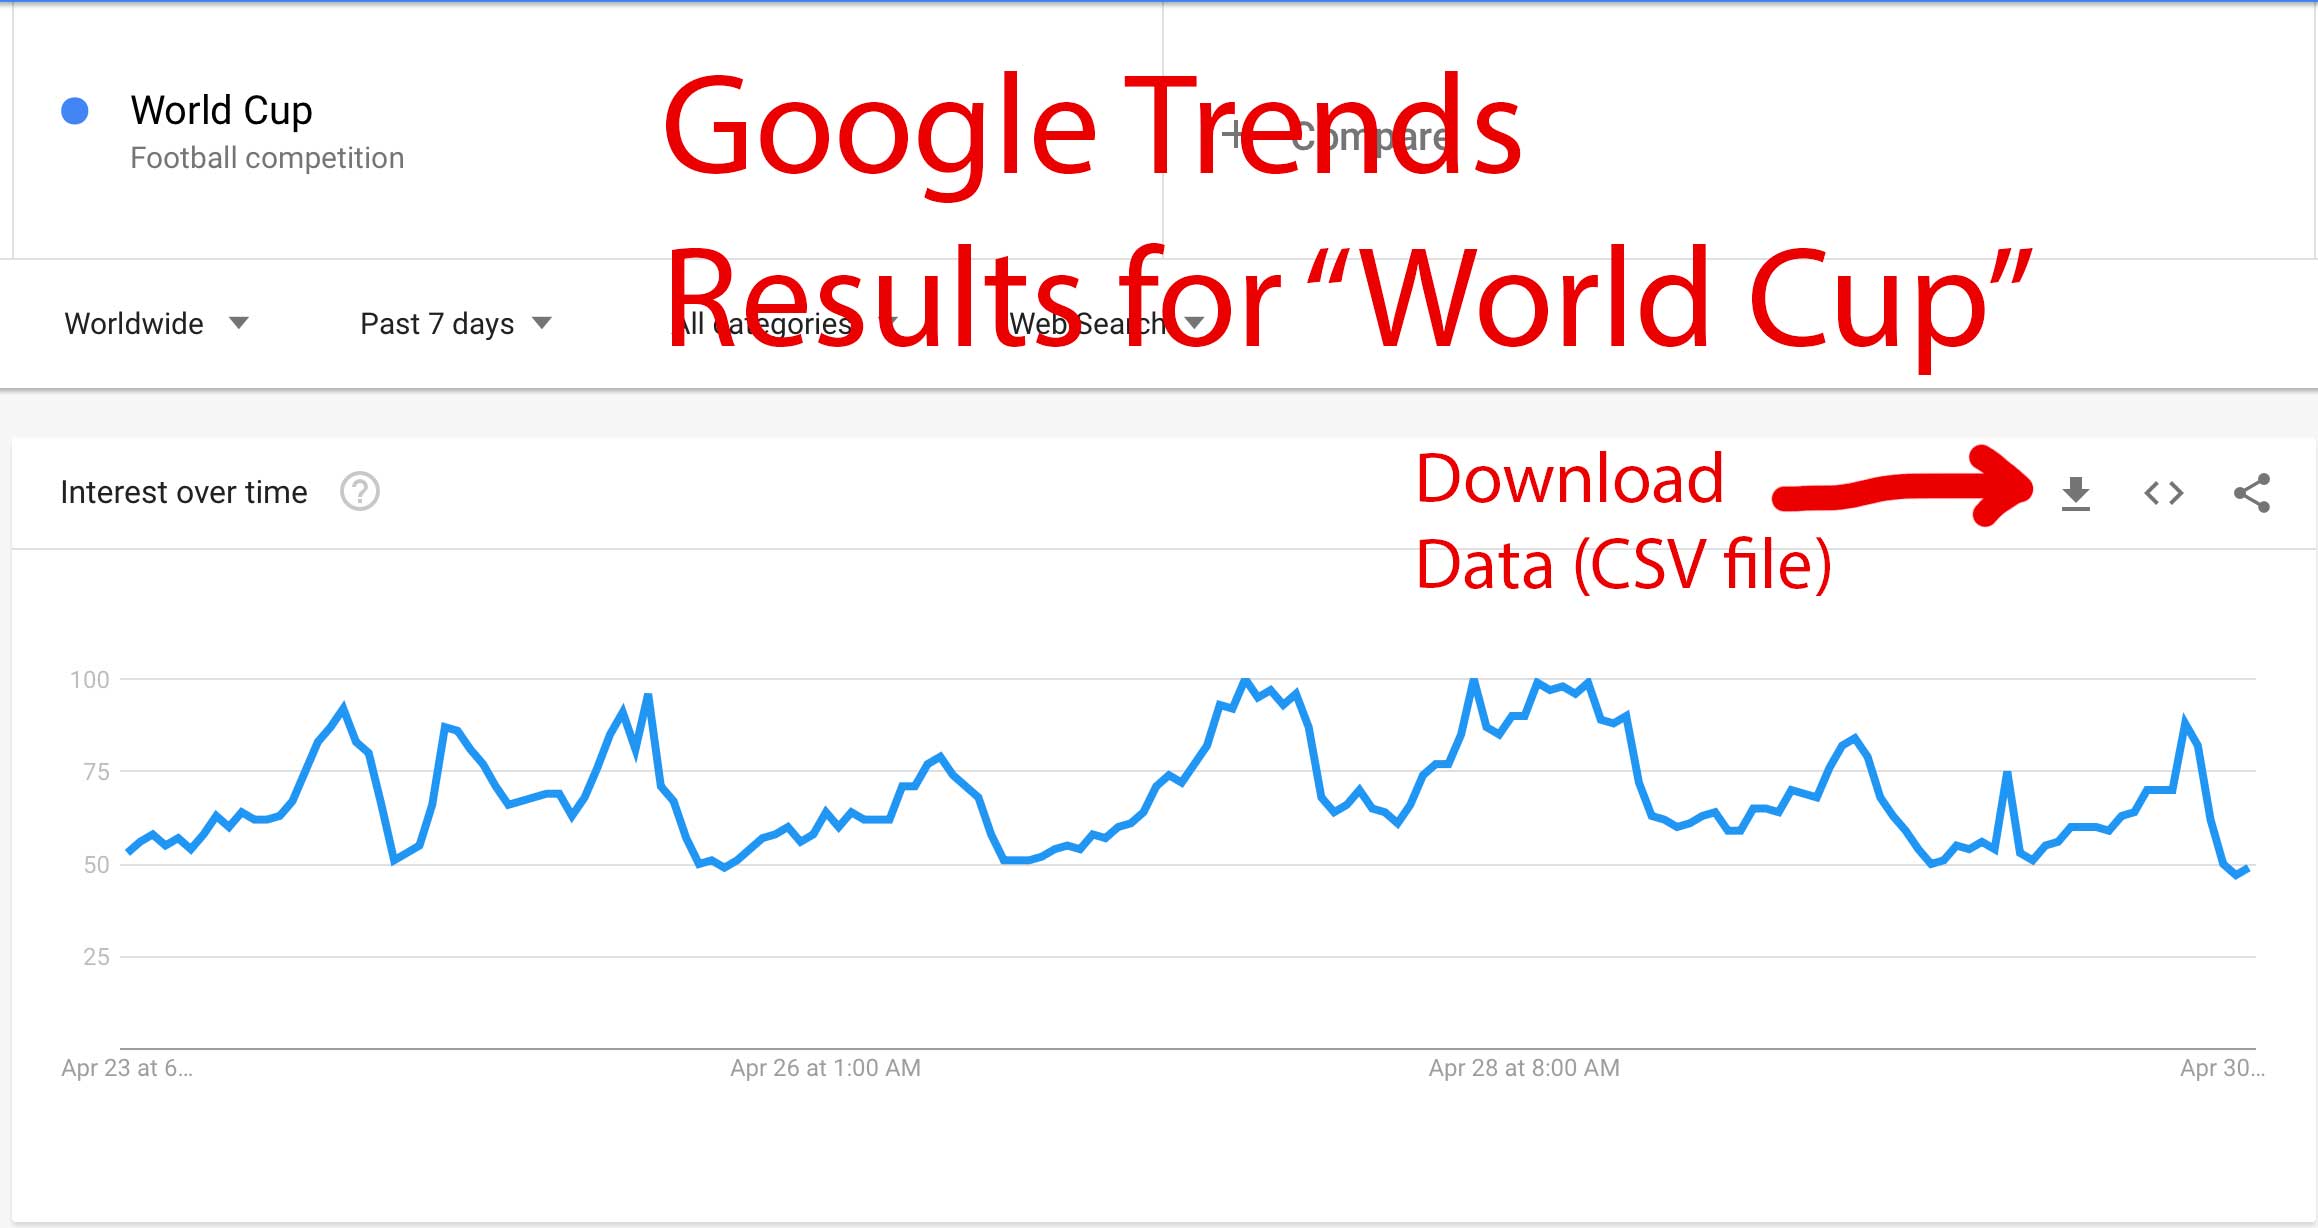 World Cup
Football competition
Google Trends
+ Compare
Results for “World Cup”
Worldwide Past 7 days All categories Web Search
Interest over time ?
Download
Data (CSV file)
100
75
50
25
Apr 23 at 6... Apr 26 at 1:00 AM Apr 28 at 8:00 AM Apr 30...